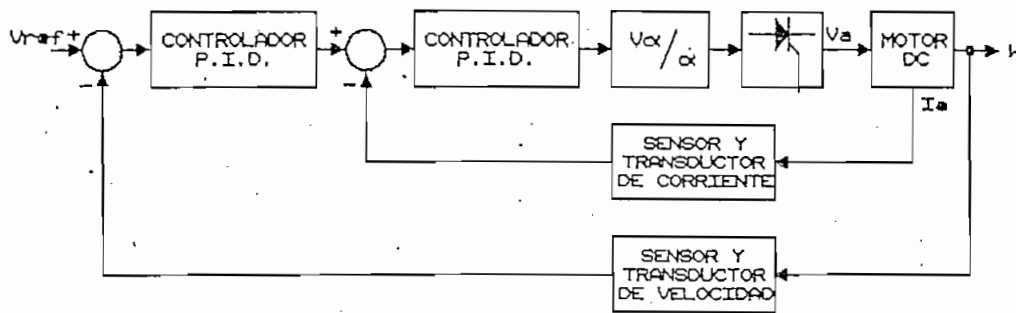 Vref
+
-
CONTROLADOR
P.I.D.
+
-
CONTROLADOR
P.I.D.
Vα/α
Va
MOTOR
DC
Ia
SENSOR Y
TRANSDUCTOR
DE CORRIENTE
SENSOR Y
TRANSDUCTOR
DE VELOCIDAD